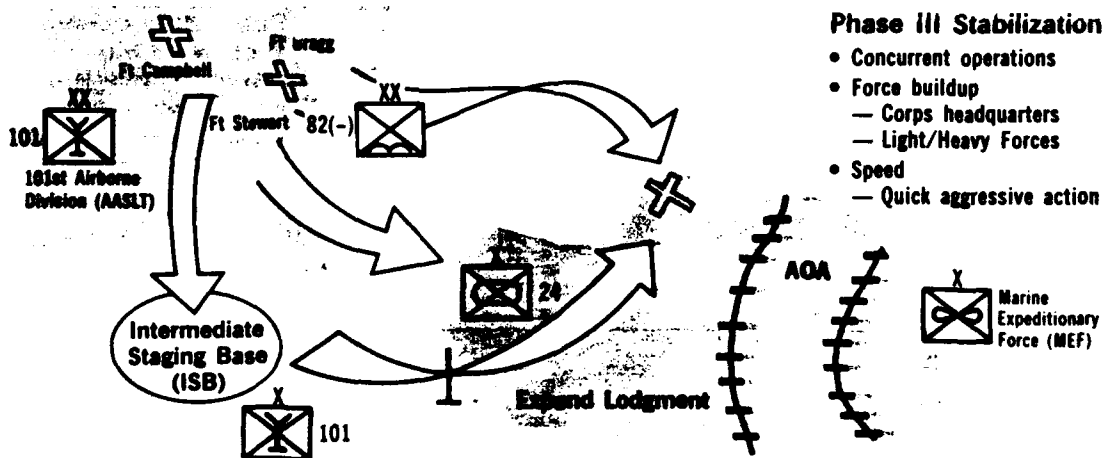 Phase III Stabilization
• Concurrent operations
• Force buildup
— Corps headquarters
— Light/Heavy Forces
• Speed
— Quick aggressive action
Ft Bragg
Ft Campbell
XX
XX
101
Ft Stewart
82(-)
101st Airborne
Division (AASLT)
X
24
AOA
X
Marine
Expeditionary
Force (MEF)
Intermediate
Staging Base
(ISB)
Expand Lodgment
X
101